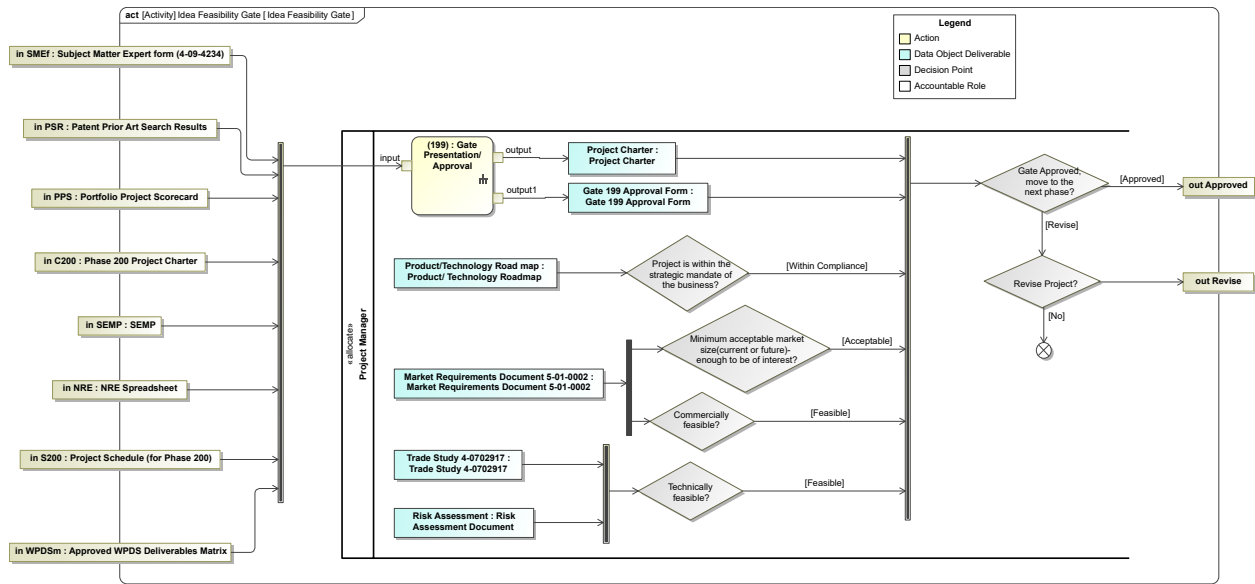 act [Activity] Idea Feasibility Gate [ Idea Feasibility Gate]
Legend
Action
Data Object Deliverable
Decision Point
Accountable Role
in SMEf : Subject Matter Expert form (4-09-4234)
in PSR : Patent Prior Art Search Results
in PPS : Portfolio Project Scorecard
in C200 : Phase 200 Project Charter
in SEMP : SEMP
in NRE : NRE Spreadsheet
in S200 : Project Schedule (for Phase 200)
in WPDSm : Approved WPDS Deliverables Matrix
«allocate»
Project Manager
input
(199) : Gate
Presentation/
Approval
output
output1
Project Charter :
Project Charter
Gate 199 Approval Form :
Gate 199 Approval Form
Product/Technology Road map :
Product/ Technology Roadmap
Project is within the
strategic mandate of
the business?
[Within Compliance]
Market Requirements Document 5-01-0002 :
Market Requirements Document 5-01-0002
Minimum acceptable market
size(current or future)-
enough to be of interest?
[Acceptable]
Commercially
feasible?
[Feasible]
Trade Study 4-0702917 :
Trade Study 4-0702917
Risk Assessment : Risk
Assessment Document
Technically
feasible?
[Feasible]
Gate Approved,
move to the
next phase?
[Approved]
out Approved
[Revise]
Revise Project?
out Revise
[No]